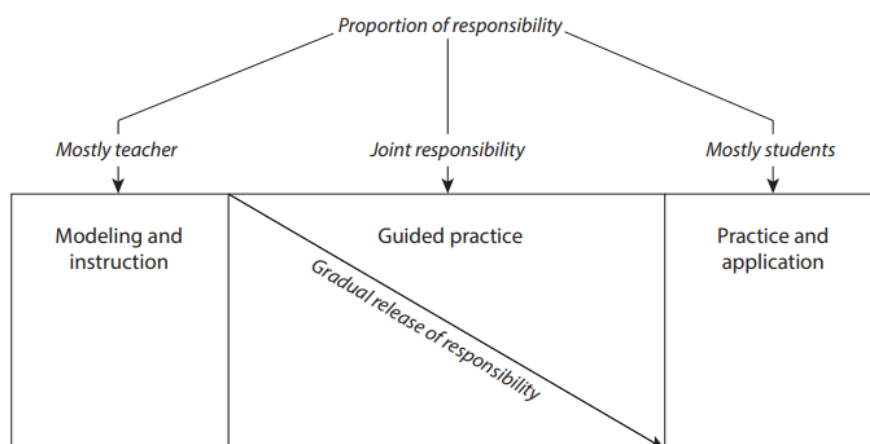 Proportion of responsibility
Mostly teacher
Joint responsibility
Mostly students
Modeling and
instruction
Guided practice
Practice and
application
Gradual release of responsibility